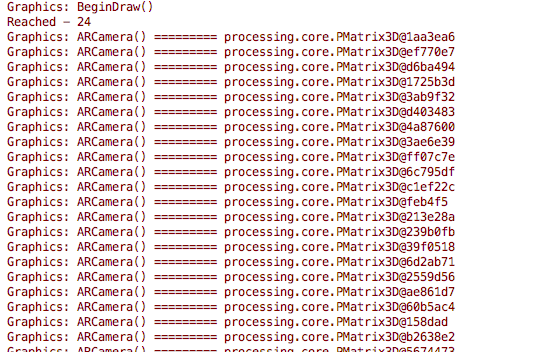 Graphics: BeginDraw()
Reached – 24
Graphics: ARCamera() ========= processing.core.PMatrix3D@1aa3ea6
Graphics: ARCamera() ========= processing.core.PMatrix3D@ef770e7
Graphics: ARCamera() ========= processing.core.PMatrix3D@d6ba494
Graphics: ARCamera() ========= processing.core.PMatrix3D@1725b3d
Graphics: ARCamera() ========= processing.core.PMatrix3D@3ab9f32
Graphics: ARCamera() ========= processing.core.PMatrix3D@d403483
Graphics: ARCamera() ========= processing.core.PMatrix3D@4a87600
Graphics: ARCamera() ========= processing.core.PMatrix3D@3ae6e39
Graphics: ARCamera() ========= processing.core.PMatrix3D@ff07c7e
Graphics: ARCamera() ========= processing.core.PMatrix3D@6c795df
Graphics: ARCamera() ========= processing.core.PMatrix3D@c1ef22c
Graphics: ARCamera() ========= processing.core.PMatrix3D@feb4f5
Graphics: ARCamera() ========= processing.core.PMatrix3D@213e28a
Graphics: ARCamera() ========= processing.core.PMatrix3D@239b0fb
Graphics: ARCamera() ========= processing.core.PMatrix3D@39f0518
Graphics: ARCamera() ========= processing.core.PMatrix3D@6d2ab71
Graphics: ARCamera() ========= processing.core.PMatrix3D@2559d56
Graphics: ARCamera() ========= processing.core.PMatrix3D@ae861d7
Graphics: ARCamera() ========= processing.core.PMatrix3D@60b5ac4
Graphics: ARCamera() ========= processing.core.PMatrix3D@158dad
Graphics: ARCamera() ========= processing.core.PMatrix3D@b2638e2
Graphics: ARCamera() =========